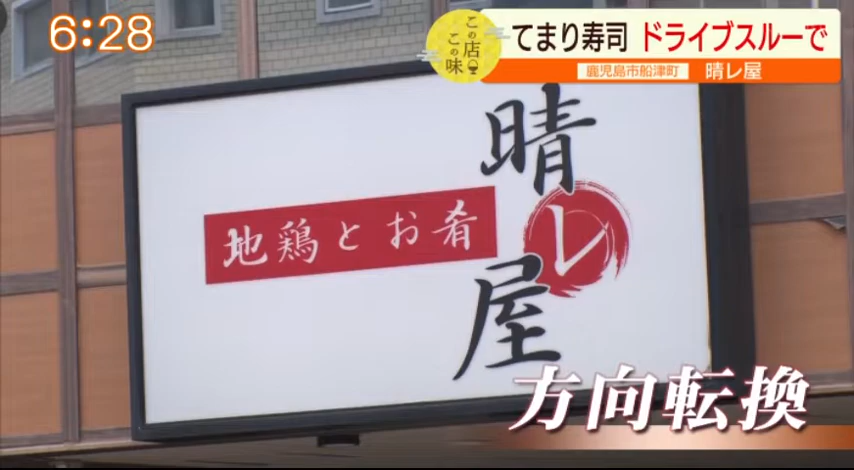 6:28
この店
この味
てまり寿司 ドライブスルーで
鹿児島市船津町 晴レ屋
晴レ屋
地鶏とお肴
方向転換